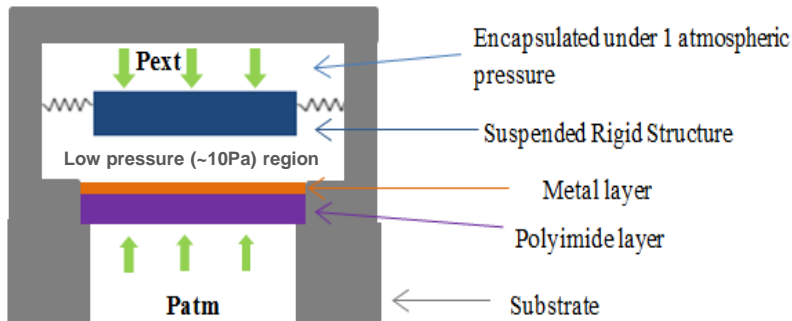 Pext
Encapsulated under 1 atmospheric
pressure
Suspended Rigid Structure
Low pressure (~10Pa) region
Metal layer
Polyimide layer
Patm
Substrate